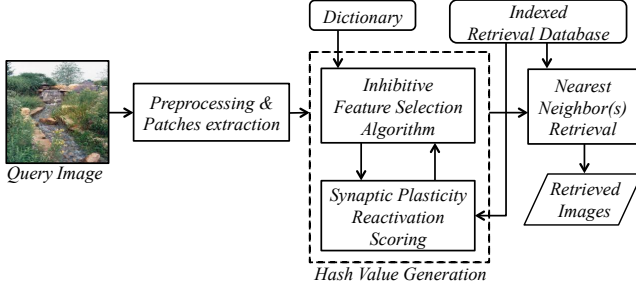 Dictionary
Indexed
Retrieval Database
Query Image
Preprocessing &
Patches extraction
Inhibitive
Feature Selection
Algorithm
Synaptic Plasticity
Reactivation
Scoring
Hash Value Generation
Nearest
Neighbor(s)
Retrieval
Retrieved
Images